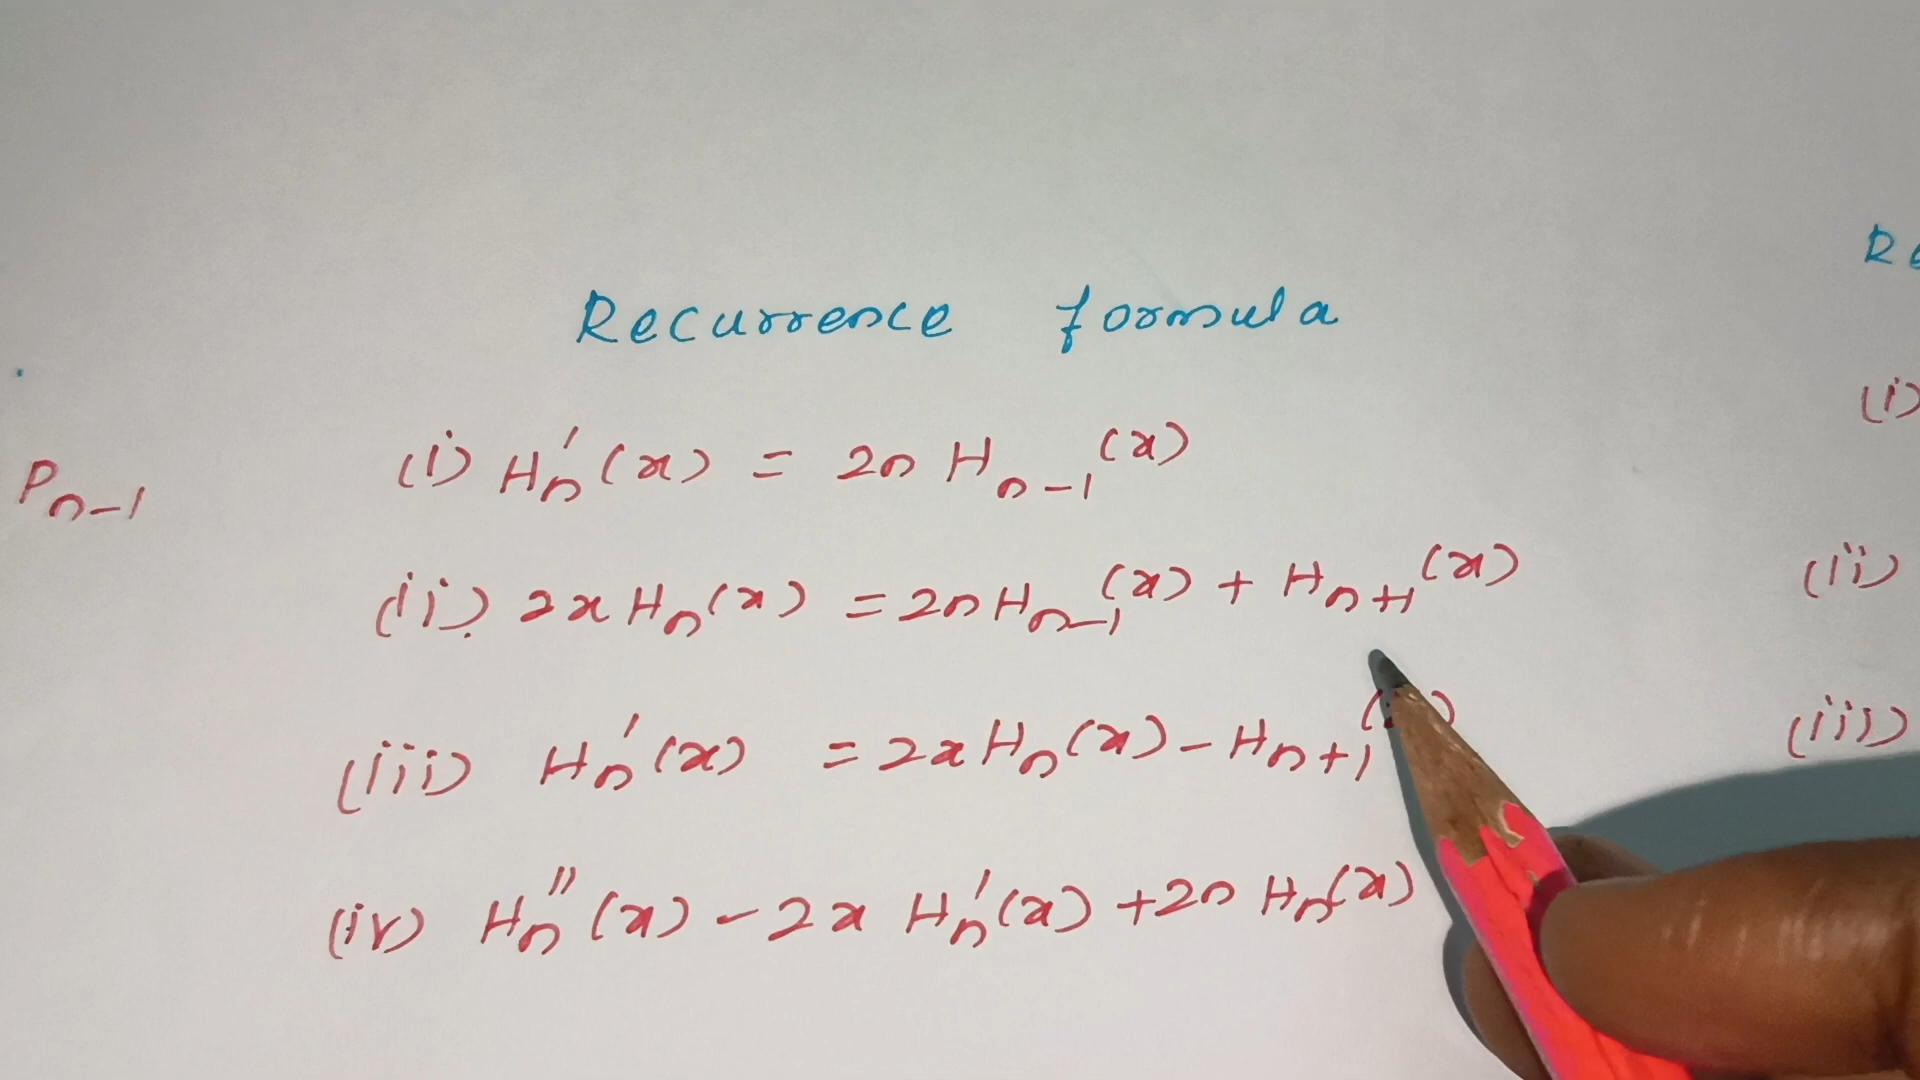 Recurrence formula
(i) Hn'(x) = 2n Hn-1(x)
(ii) 2x Hn(x) = 2n Hn-1(x) + Hn+1(x)
(iii) Hn'(x) = 2x Hn(x) - Hn+1
(iv) Hn''(x) - 2x Hn'(x) + 2n Hn(x)
Pn-1
(i)
(ii)
(iii)